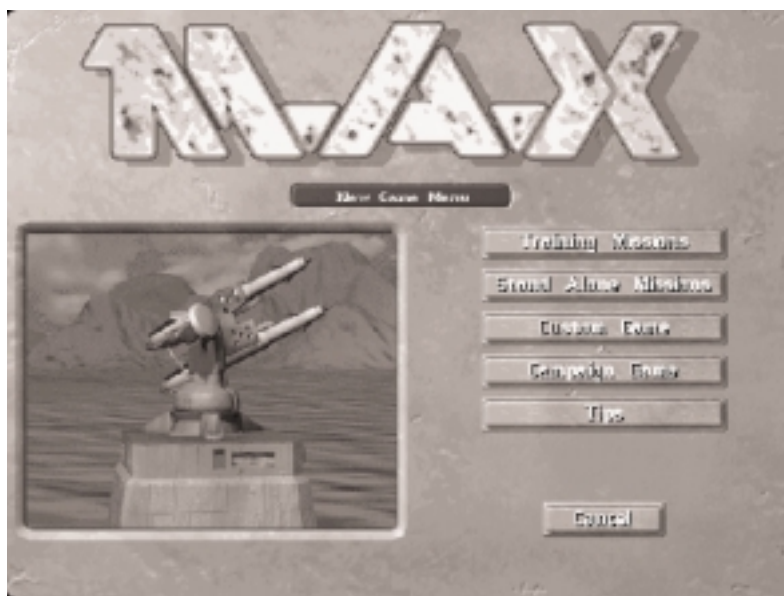 M.A.X
New Game Menu
Training Missions
Stand Alone Missions
Custom Game
Campaign Game
Tips
Cancel